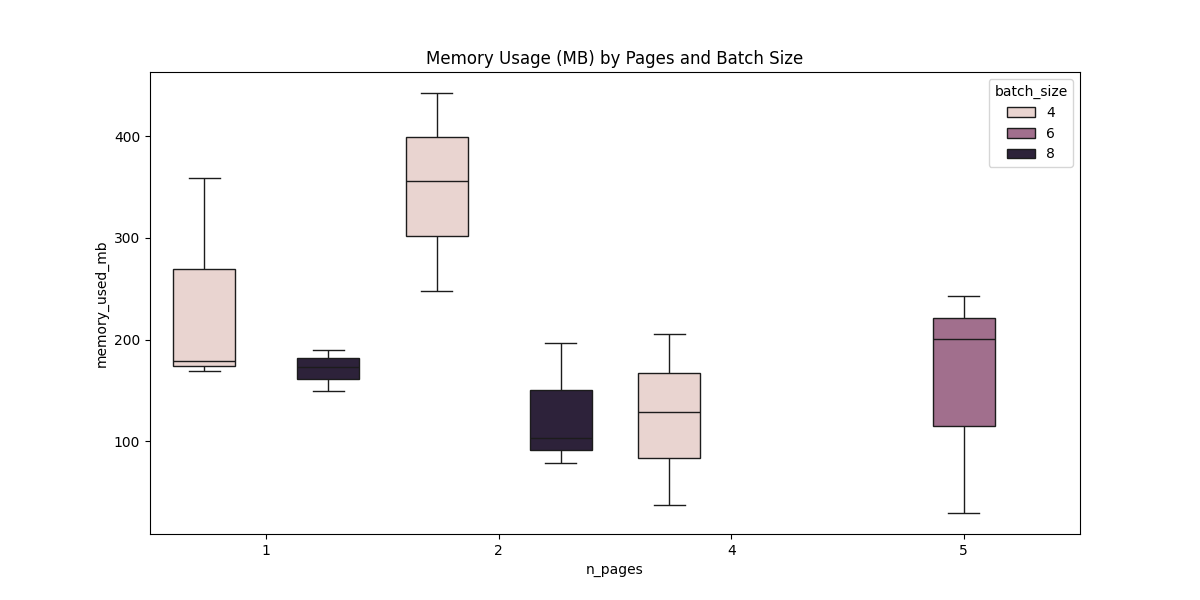 Memory Usage (MB) by Pages and Batch Size
batch_size
4
6
8
400
300
200
100
memory_used_mb
1 2 4 5
n_pages